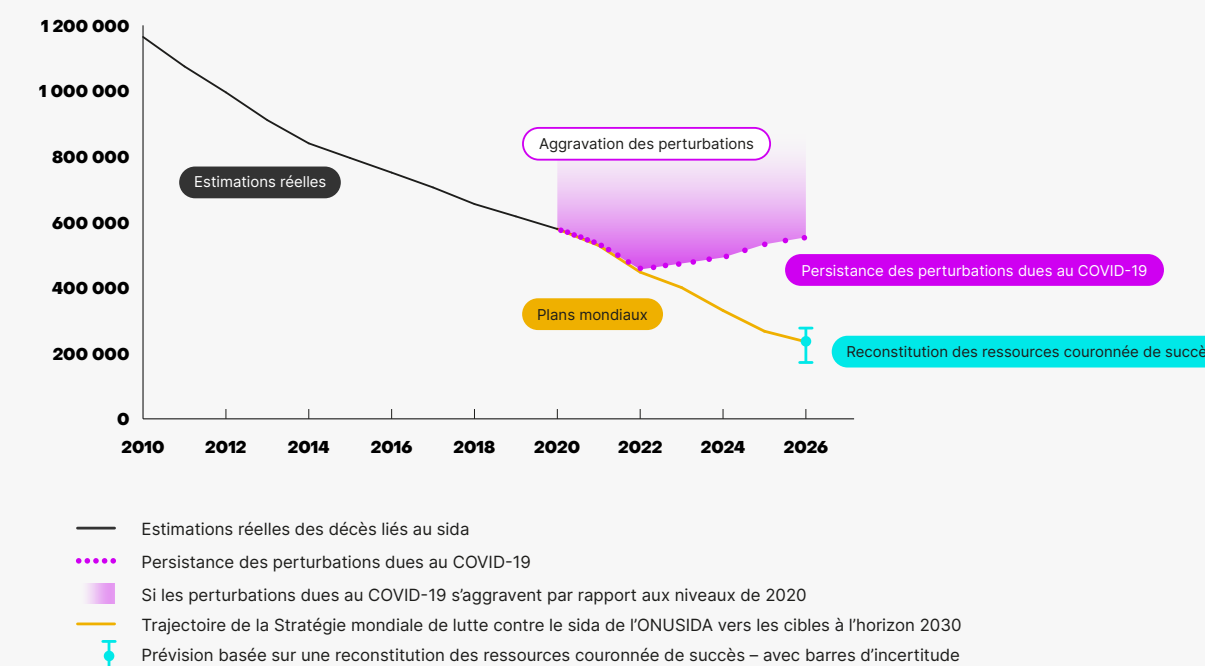 1 200 000
1 000 000
800 000
600 000
400 000
200 000
0
Aggravation des perturbations
Estimations réelles
Persistance des perturbations dues au COVID-19
Plans mondiaux
Reconstitution des ressources couronnée de succè
2010 2012 2014 2016 2018 2020 2022 2024 2026
Estimations réelles des décès liés au sida
Persistance des perturbations dues au COVID-19
Si les perturbations dues au COVID-19 s’aggravent par rapport aux niveaux de 2020
Trajectoire de la Stratégie mondiale de lutte contre le sida de l’ONUSIDA vers les cibles à l’horizon 2030
Prévision basée sur une reconstitution des ressources couronnée de succès – avec barres d’incertitude